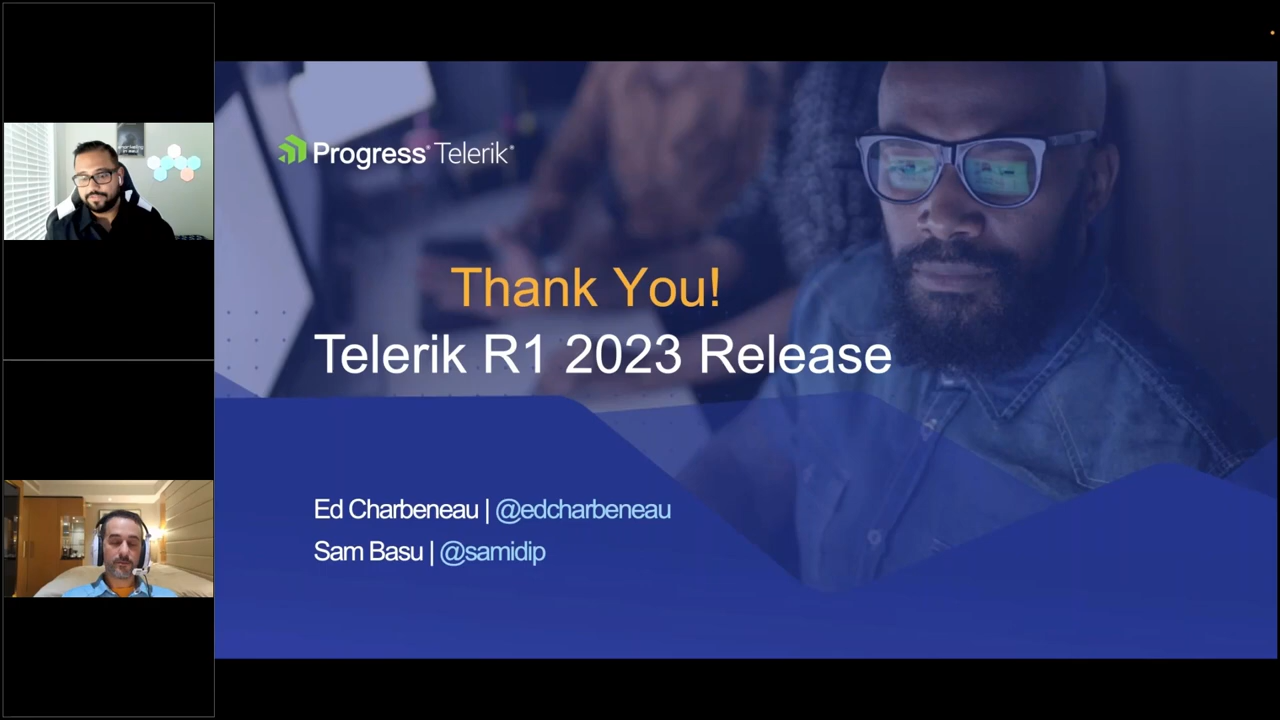 Progress® Telerik®
Thank You!
Telerik R1 2023 Release
Ed Charbeneau | @edcharbeneau
Sam Basu | @samidip